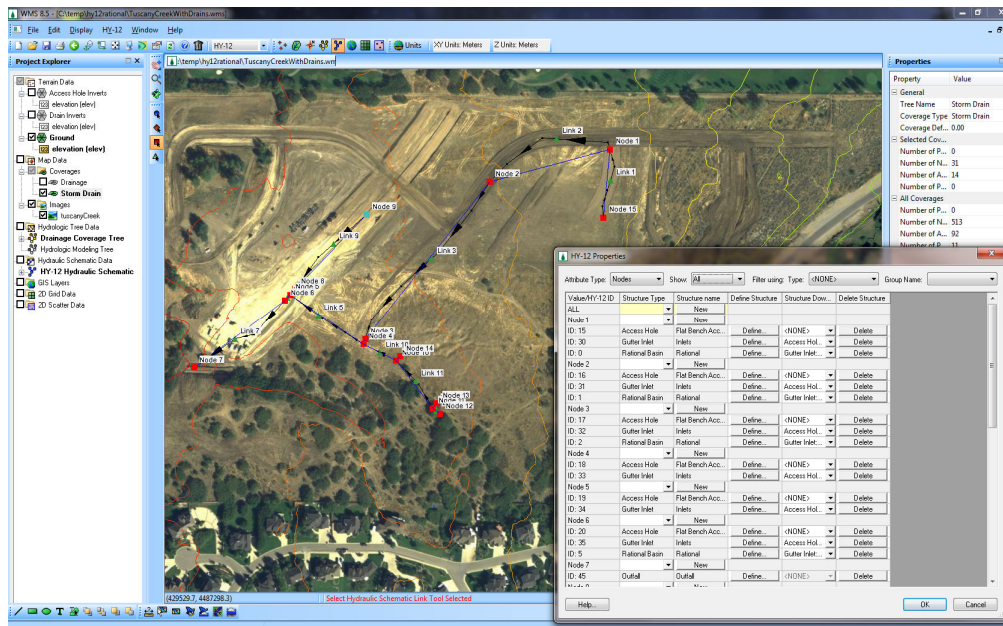 WMS 8.5 - [C:\temp\hy12rational\TuscanyCreekWithDrains.wms]
File Edit Display HY-12 Window Help
HY-12
Units
XY Units: Meters
Z Units: Meters
Project Explorer
Terrain Data
Access Hole Inverts
elevation (elev)
Drain Inverts
elevation (elev)
Ground
elevation (elev)
Map Data
Coverages
Drainage
Storm Drain
Images
tuscanyCreek
Hydrologic Tree Data
Drainage Coverage Tree
Hydrologic Modeling Tree
Hydraulic Schematic Data
HY-12 Hydraulic Schematic
GIS Layers
2D Grid Data
2D Scatter Data
:\temp\hy12rational\TuscanyCreekWithDrains.wm
Link 2
Node 1
Link 1
Node 2
Node 15
Node 9
Link 9
Link 3
Node 8
Node 5
Node 6
Link 5
Link 7
Node 3
Node 4
Link 10
Node 14
Node 7
Link 11
Node 13
Node 12
(429529.7, 4487298.3)
Select Hydraulic Schematic Link Tool Selected
Properties
Property Value
General
Tree Name Storm Drain
Coverage Type Storm Drain
Coverage Def... 0.00
Selected Cov...
Number of P... 0
Number of N... 31
Number of A... 14
Number of P... 0
All Coverages
Number of P... 0
Number of N... 513
Number of A... 92
Number of P... 11
HY-12 Properties
Attribute Type: Nodes Show: All Filter using: Type: <NONE> Group Name:
Value/HY-12 ID Structure Type Structure name Define Structure Structure Dow... Delete Structure
ALL New
Node 1 New
ID: 15 Access Hole Flat Bench Acc... Define... <NONE> Delete
ID: 30 Gutter Inlet Inlets Define... Access Hol... Delete
ID: 0 Rational Basin Rational Define... Gutter Inlet:... Delete
Node 2 New
ID: 16 Access Hole Flat Bench Acc... Define... <NONE> Delete
ID: 31 Gutter Inlet Inlets Define... Access Hol... Delete
ID: 1 Rational Basin Rational Define... Gutter Inlet:... Delete
Node 3 New
ID: 17 Access Hole Flat Bench Acc... Define... <NONE> Delete
ID: 32 Gutter Inlet Inlets Define... Access Hol... Delete
ID: 2 Rational Basin Rational Define... Gutter Inlet:... Delete
Node 4 New
ID: 18 Access Hole Flat Bench Acc... Define... <NONE> Delete
ID: 33 Gutter Inlet Inlets Define... Access Hol... Delete
Node 5 New
ID: 19 Access Hole Flat Bench Acc... Define... <NONE> Delete
ID: 34 Gutter Inlet Inlets Define... Access Hol... Delete
Node 6 New
ID: 20 Access Hole Flat Bench Acc... Define... <NONE> Delete
ID: 35 Gutter Inlet Inlets Define... Access Hol... Delete
ID: 5 Rational Basin Rational Define... Gutter Inlet:... Delete
Node 7 New
ID: 45 Outfall Outfall Define... <NONE> Delete
Help...
OK
Cancel